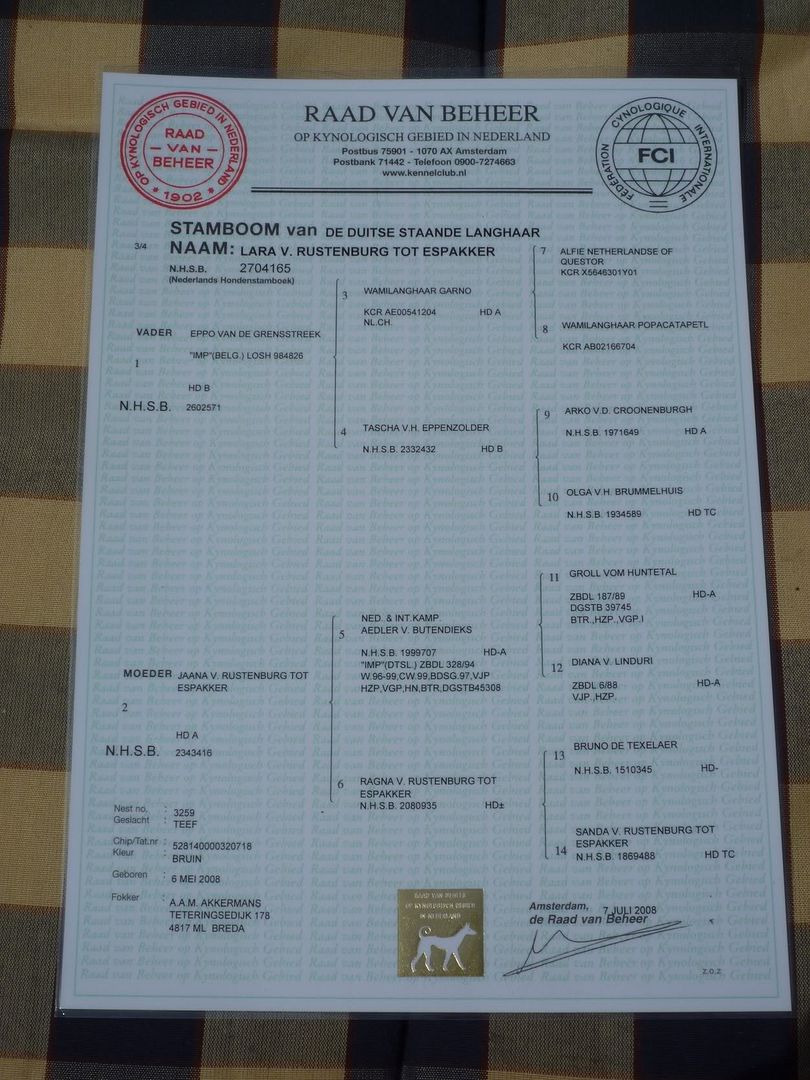 OP KYNOLOGISCH GEBIED IN NEDERLAND
RAAD
VAN
BEHEER
* 1902 *
RAAD VAN BEHEER
OP KYNOLOGISCH GEBIED IN NEDERLAND
Postbus 75901 - 1070 AX Amsterdam
Postbank 71442 - Telefoon 0900-7274663
www.kennelclub.nl
FÉDÉRATION CYNOLOGIQUE INTERNATIONALE
FCI
STAMBOOM van DE DUITSE STAANDE LANGHAAR
3/4
NAAM: LARA V. RUSTENBURG TOT ESPAKKER
N.H.S.B. 2704165
(Nederlands Hondenstamboek)
VADER EPPO VAN DE GRENSSTREEK
1
"IMP"(BELG.) LOSH 984826
HD B
N.H.S.B. 2602571
MOEDER JAANA V. RUSTENBURG TOT
ESPAKKER
2
HD A
N.H.S.B. 2343416
3 WAMILANGHAAR GARNO
KCR AE00541204 HD A
NL.CH.
4 TASCHA V.H. EPPENZOLDER
N.H.S.B. 2332432 HD B
5 NED. & INT.KAMP.
AEDLER V. BUTENDIEKS
N.H.S.B. 1999707 HD-A
"IMP"(DTSL.) ZBDL 328/94
W.96-99,CW.99,BDSG.97,VJP
HZP,VGP,HN,BTR,DGSTB45308
6 RAGNA V. RUSTENBURG TOT
ESPAKKER
N.H.S.B. 2080935 HD±
7 ALFIE NETHERLANDSE OF
QUESTOR
KCR X5646301Y01
8 WAMILANGHAAR POPACATAPETL
KCR AB02166704
9 ARKO V.D. CROONENBURGH
N.H.S.B. 1971649 HD A
10 OLGA V.H. BRUMMELHUIS
N.H.S.B. 1934589 HD TC
11 GROLL VOM HUNTETAL
ZBDL 187/89 HD-A
DGSTB 39745
BTR.,HZP.,VGP.I
12 DIANA V. LINDURI
ZBDL 6/88 HD-A
VJP.,HZP.
13 BRUNO DE TEXELAER
N.H.S.B. 1510345 HD-
14 SANDA V. RUSTENBURG TOT
ESPAKKER
N.H.S.B. 1869488 HD TC
Nest no. : 3259
Geslacht : TEEF
Chip/Tat.nr : 528140000320718
Kleur : BRUIN
Geboren : 6 MEI 2008
Fokker : A.A.M. AKKERMANS
TETERINGSEDIJK 178
4817 ML BREDA
RAAD VAN BEHEER
OP KYNOLOGISCH GEBIED
IN NEDERLAND
Amsterdam, 7 JULI 2008
de Raad van Beheer
z.o.z